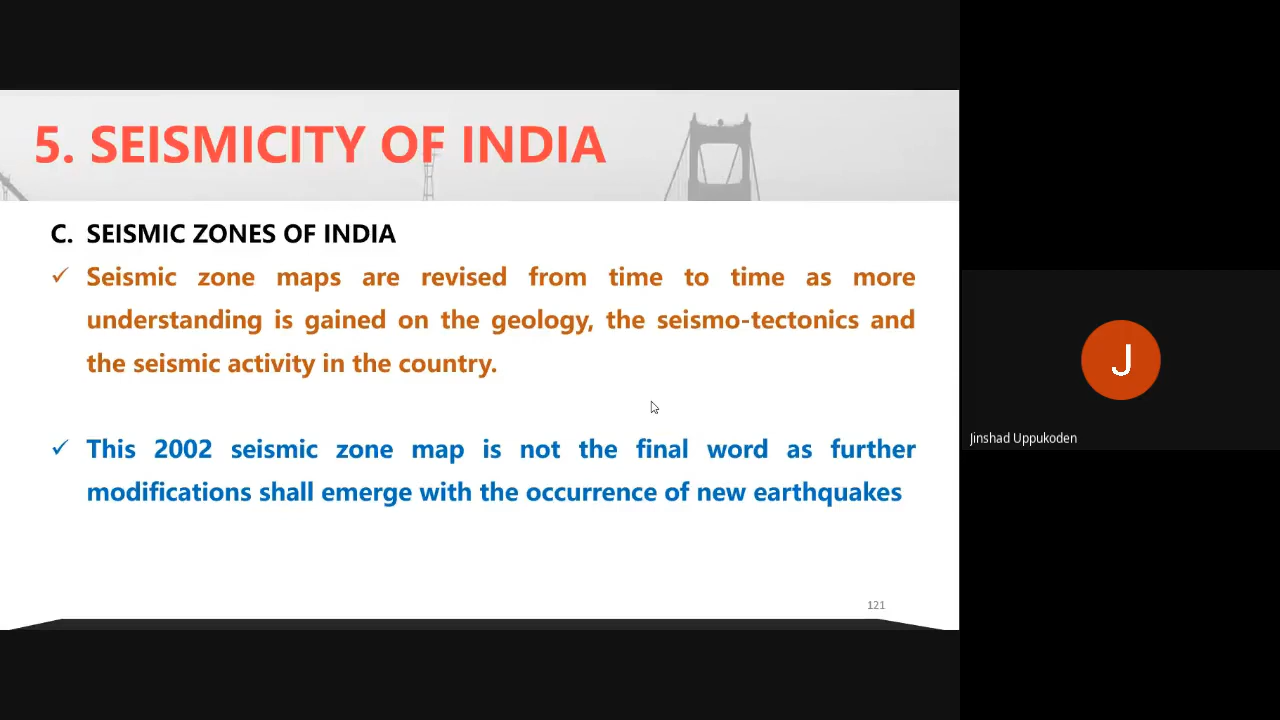 5. SEISMICITY OF INDIA
C. SEISMIC ZONES OF INDIA
✓ Seismic zone maps are revised from time to time as more
understanding is gained on the geology, the seismo-tectonics and
the seismic activity in the country.
✓ This 2002 seismic zone map is not the final word as further
modifications shall emerge with the occurrence of new earthquakes
121
J
Jinshad Uppukoden